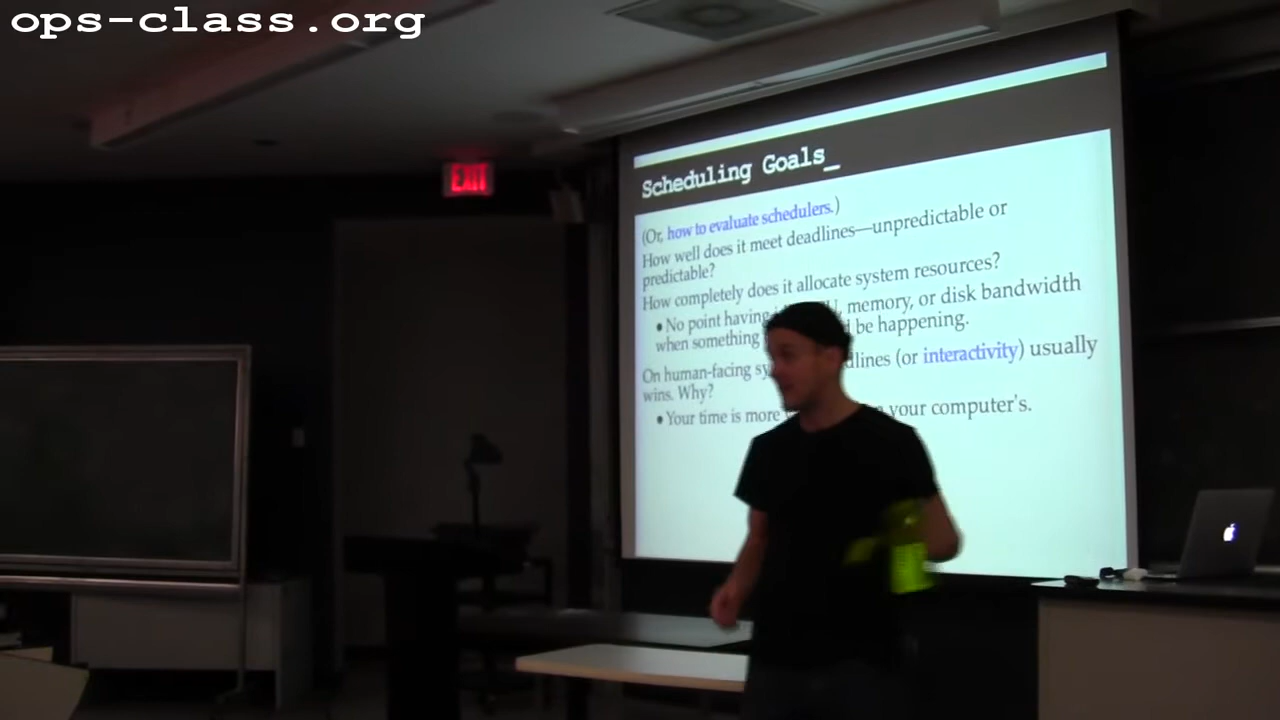 ops-class.org
EXIT
Scheduling Goals_
(Or, how to evaluate schedulers.)
How well does it meet deadlines—unpredictable or
predictable?
How completely does it allocate system resources?
• No point having memory, or disk bandwidth
when something be happening.
On human-facing (or interactivity) usually
wins. Why?
• Your time is more your computer's.